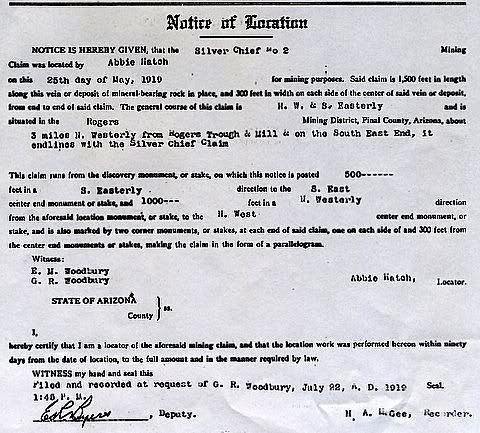 Notice of Location
NOTICE IS HEREBY GIVEN, that the Silver Chief No 2 Mining
Claim was located by Abbie Hatch
on this 25th day of May, 1919 for mining purposes. Said claim is 1,500 feet in length
along this vein or deposit of mineral-bearing rock in place, and 300 feet in width on each side of the center of said vein or deposit,
from end to end of said claim. The general course of this claim is N. W. & S. Easterly and is
situated in the Rogers Mining District, Pinal County, Arizona, about
3 miles N. Westerly from Rogers Trough & Mill & on the South East End, it
endlines with the Silver Chief Claim
This claim runs from the discovery monument, or stake, on which this notice is posted 500------
feet in a S. Easterly direction to the S. East
center end monument or stake, and 1000--- feet in a N. Westerly direction
from the aforesaid location monument, or stake, to the N. West center end monument, or
stake, and is also marked by two corner monuments, or stakes, at each end of said claim, one on each side of and 300 feet from
the center end monuments or stakes, making the claim in the form of a parallelogram.
Witness:
E. M. Woodbury
G. R. Woodbury
Abbie Hatch, Locator.
STATE OF ARIZONA
County } ss.
I,
hereby certify that I am a locator of the aforesaid mining claim, and that the location work was performed hereon within ninety
days from the date of location, to the full amount and in the manner required by law.
WITNESS my hand and seal this
Filed and recorded at request of G. R. Woodbury, July 22, A. D. 1919 Seal.
1:45 P. M.
, Deputy. H. A. McGee, Recorder.